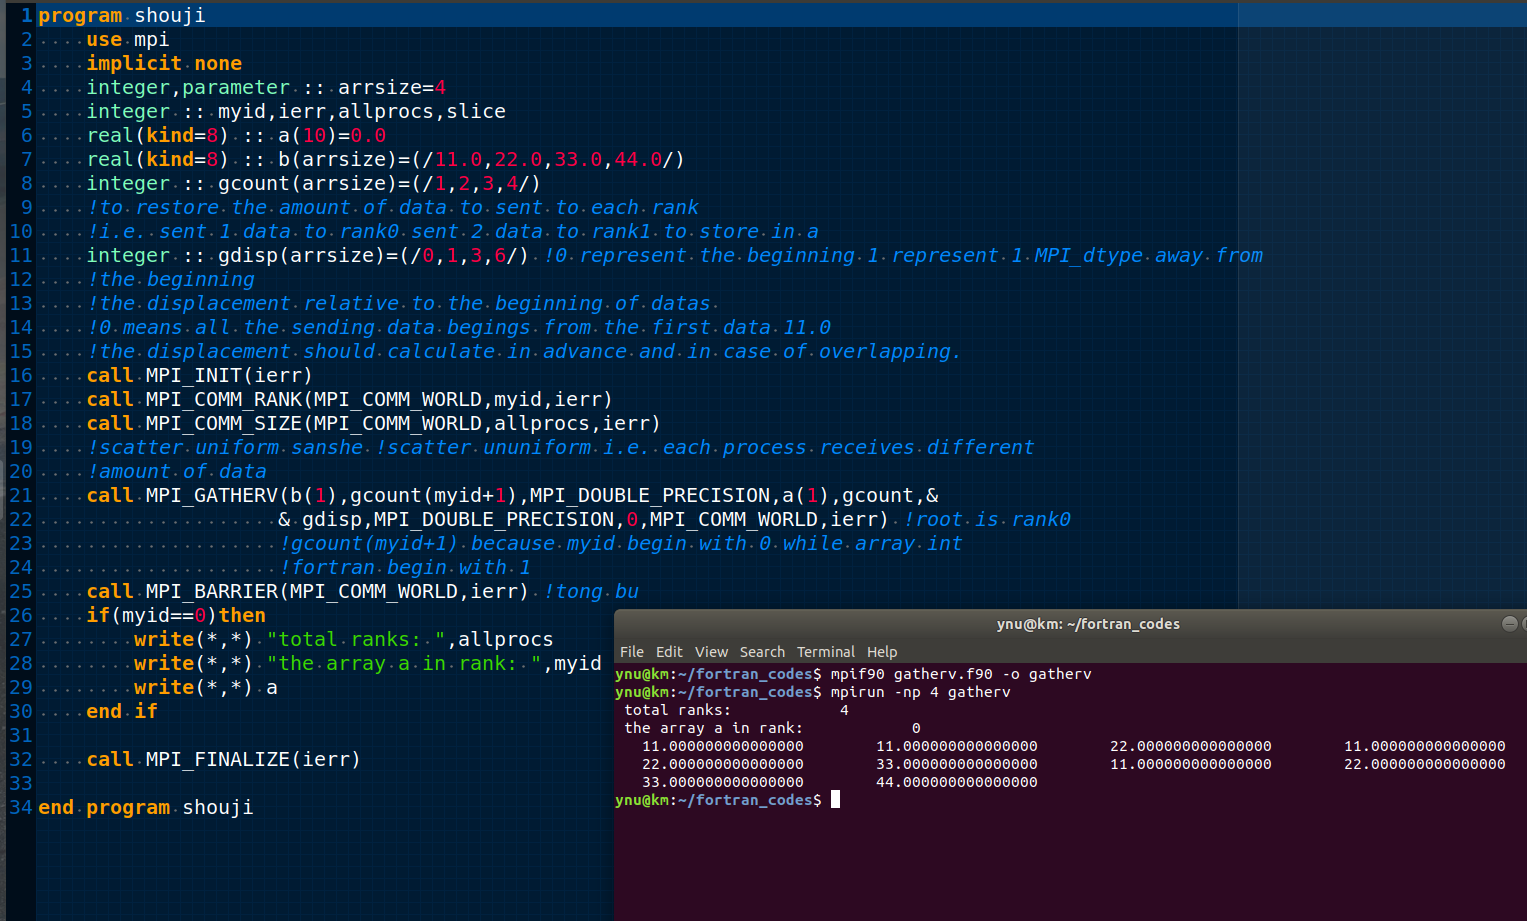 1 program shouji
2 use mpi
3 implicit none
4 integer,parameter :: arrsize=4
5 integer :: myid,ierr,allprocs,slice
6 real(kind=8) :: a(10)=0.0
7 real(kind=8) :: b(arrsize)=(/11.0,22.0,33.0,44.0/)
8 integer :: gcount(arrsize)=(/1,2,3,4/)
9 !to restore the amount of data to sent to each rank
10 !i.e. sent 1 data to rank0 sent 2 data to rank1 to store in a
11 integer :: gdisp(arrsize)=(/0,1,3,6/) !0 represent the beginning 1 represent 1 MPI_dtype away from
12 !the beginning
13 !the displacement relative to the beginning of datas
14 !0 means all the sending data begings from the first data 11.0
15 !the displacement should calculate in advance and in case of overlapping.
16 call MPI_INIT(ierr)
17 call MPI_COMM_RANK(MPI_COMM_WORLD,myid,ierr)
18 call MPI_COMM_SIZE(MPI_COMM_WORLD,allprocs,ierr)
19 !scatter uniform sanshe !scatter ununiform i.e. each process receives different
20 !amount of data
21 call MPI_GATHERV(b(1),gcount(myid+1),MPI_DOUBLE_PRECISION,a(1),gcount,&
22 & gdisp,MPI_DOUBLE_PRECISION,0,MPI_COMM_WORLD,ierr) !root is rank0
23 !gcount(myid+1) because myid begin with 0 while array int
24 !fortran begin with 1
25 call MPI_BARRIER(MPI_COMM_WORLD,ierr) !tong bu
26 if(myid==0)then
27 write(*,*) "total ranks: ",allprocs
28 write(*,*) "the array a in rank: ",myid
29 write(*,*) a
30 end if
31
32 call MPI_FINALIZE(ierr)
33
34 end program shouji
ynu@km: ~/fortran_codes
File Edit View Search Terminal Help
ynu@km:~/fortran_codes$ mpif90 gatherv.f90 -o gatherv
ynu@km:~/fortran_codes$ mpirun -np 4 gatherv
total ranks: 4
the array a in rank: 0
11.000000000000000 11.000000000000000 22.000000000000000 11.000000000000000
22.000000000000000 33.000000000000000 11.000000000000000 22.000000000000000
33.000000000000000 44.000000000000000
ynu@km:~/fortran_codes$